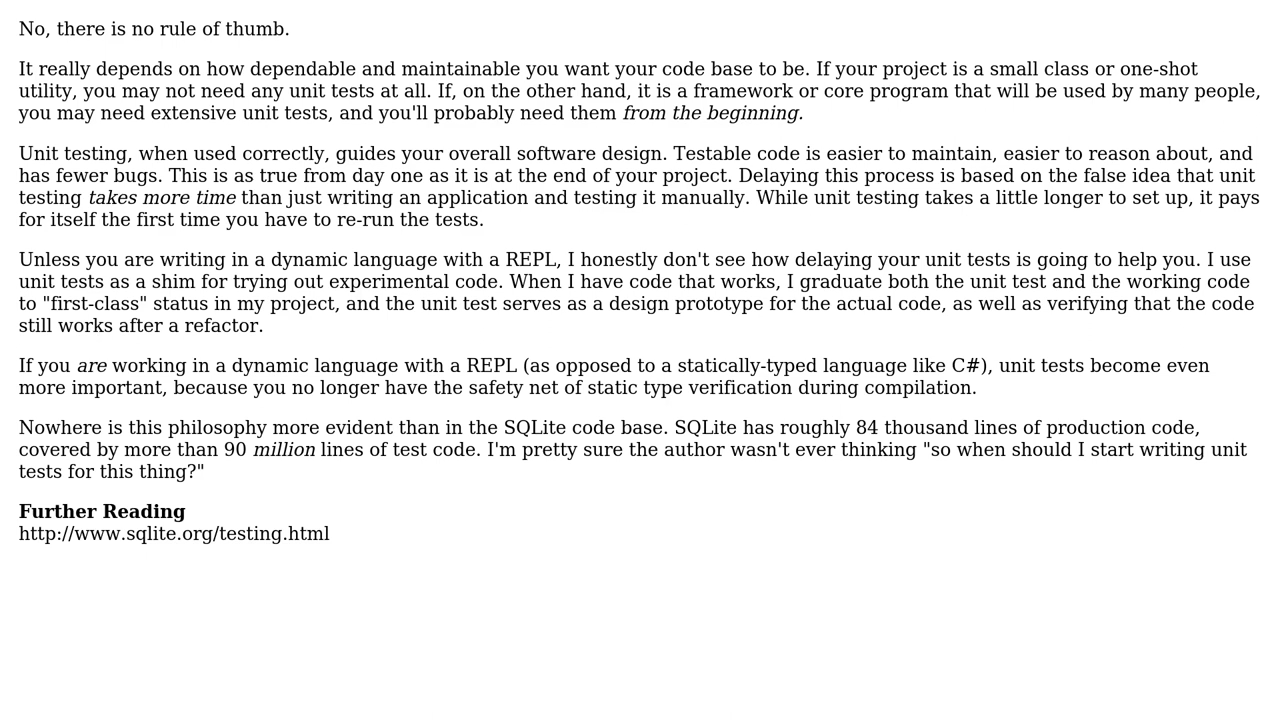 No, there is no rule of thumb.
It really depends on how dependable and maintainable you want your code base to be. If your project is a small class or one-shot
utility, you may not need any unit tests at all. If, on the other hand, it is a framework or core program that will be used by many people,
you may need extensive unit tests, and you'll probably need them from the beginning.
Unit testing, when used correctly, guides your overall software design. Testable code is easier to maintain, easier to reason about, and
has fewer bugs. This is as true from day one as it is at the end of your project. Delaying this process is based on the false idea that unit
testing takes more time than just writing an application and testing it manually. While unit testing takes a little longer to set up, it pays
for itself the first time you have to re-run the tests.
Unless you are writing in a dynamic language with a REPL, I honestly don't see how delaying your unit tests is going to help you. I use
unit tests as a shim for trying out experimental code. When I have code that works, I graduate both the unit test and the working code
to "first-class" status in my project, and the unit test serves as a design prototype for the actual code, as well as verifying that the code
still works after a refactor.
If you are working in a dynamic language with a REPL (as opposed to a statically-typed language like C#), unit tests become even
more important, because you no longer have the safety net of static type verification during compilation.
Nowhere is this philosophy more evident than in the SQLite code base. SQLite has roughly 84 thousand lines of production code,
covered by more than 90 million lines of test code. I'm pretty sure the author wasn't ever thinking "so when should I start writing unit
tests for this thing?"
Further Reading
http://www.sqlite.org/testing.html